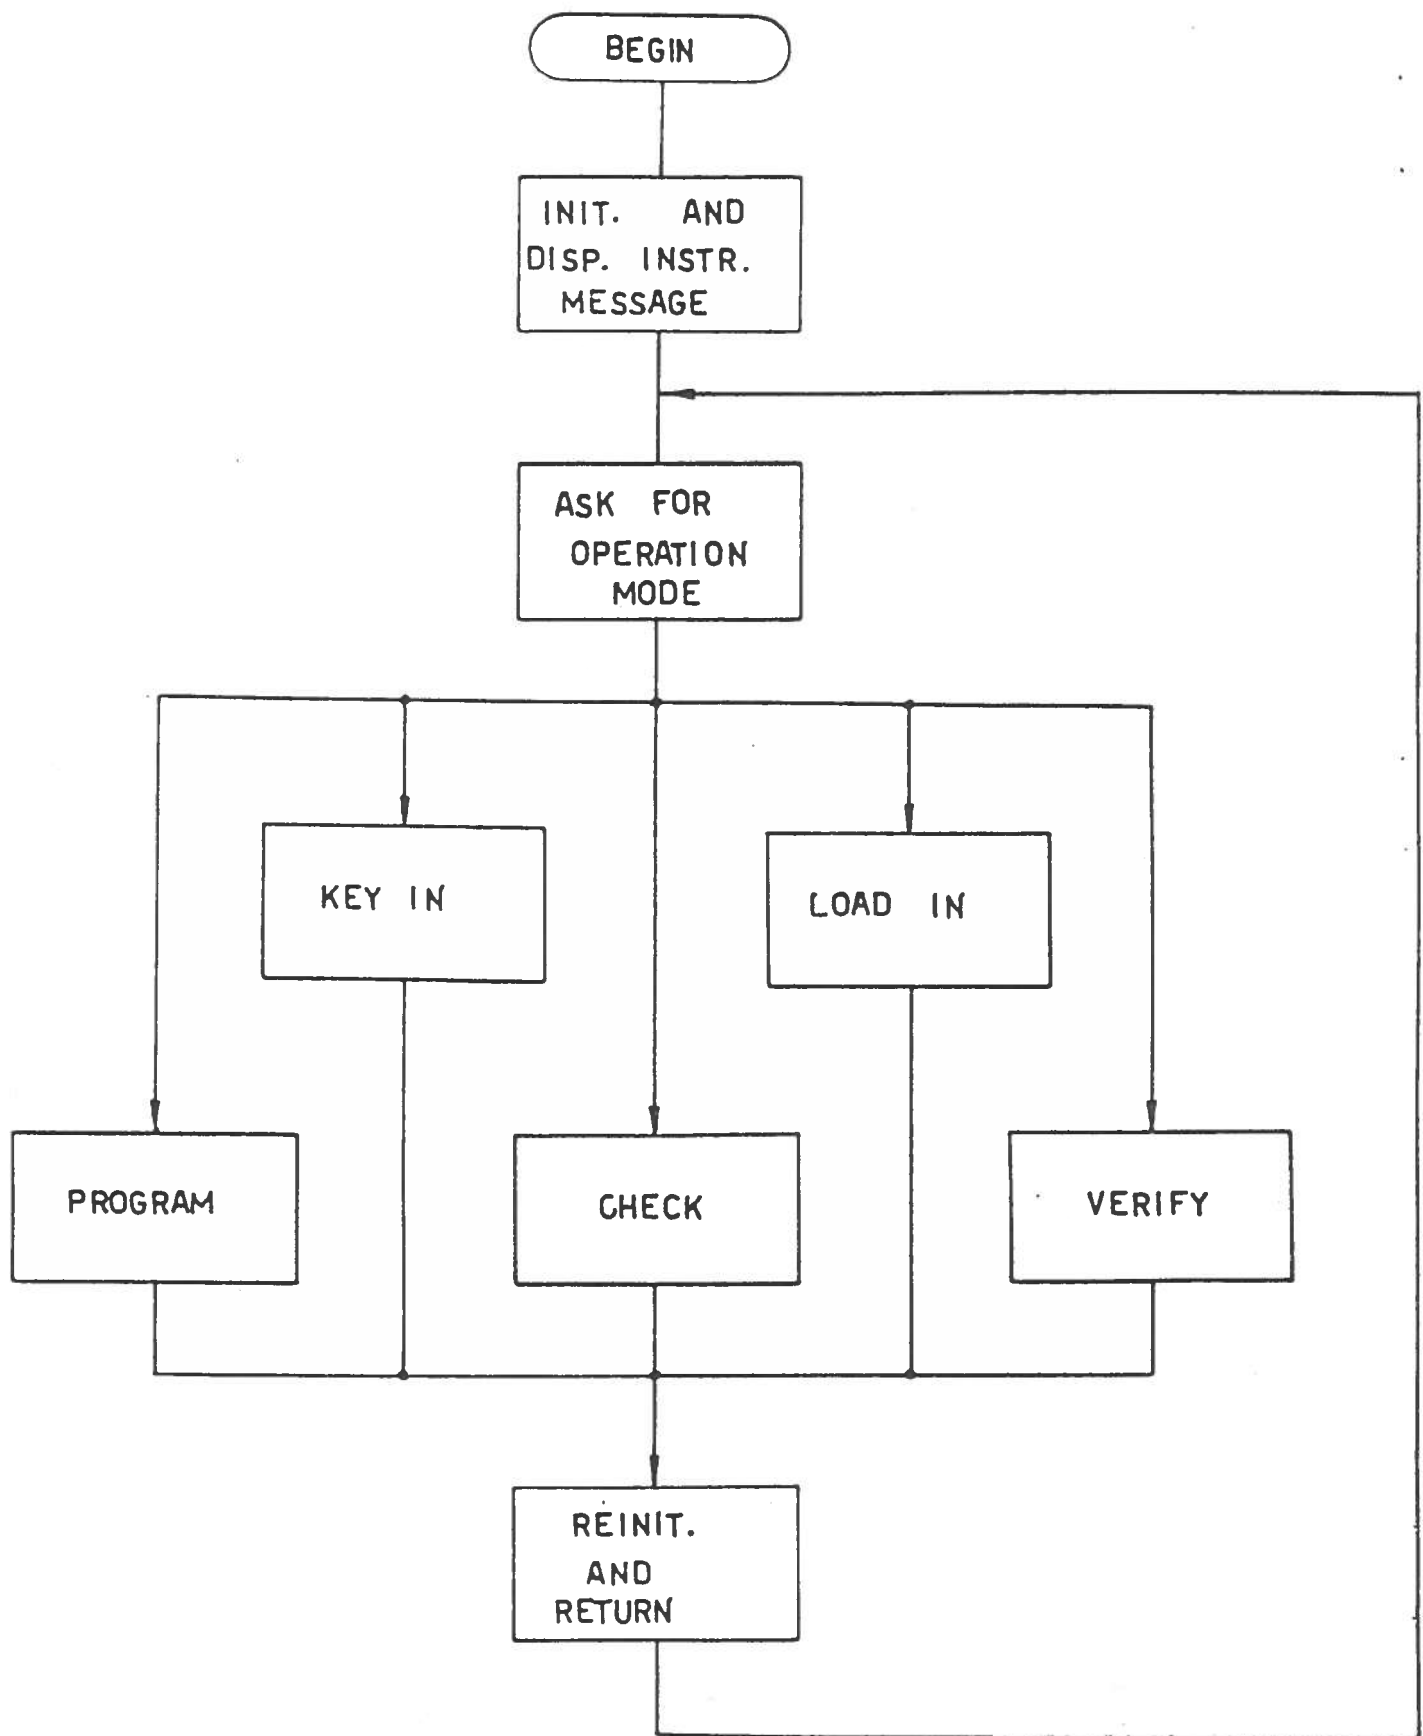 BEGIN
INIT. AND
DISP. INSTR.
MESSAGE
ASK FOR
OPERATION
MODE
KEY IN
LOAD IN
PROGRAM
CHECK
VERIFY
REINIT.
AND
RETURN